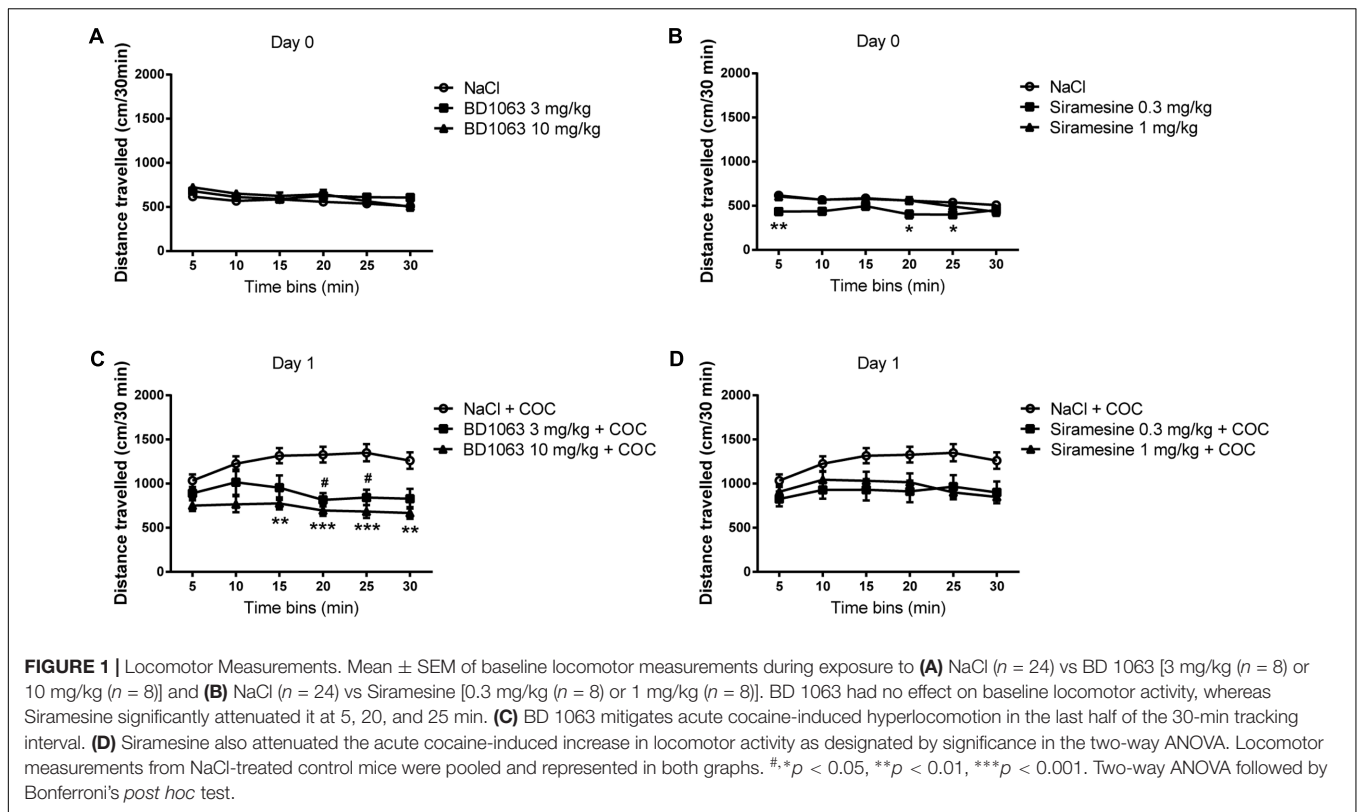 A
Day 0
Distance travelled (cm/30min)
2000
1500
1000
500
0
5 10 15 20 25 30
Time bins (min)
NaCl
BD1063 3 mg/kg
BD1063 10 mg/kg
B
Day 0
Distance travelled (cm/30 min)
2000
1500
1000
500
0
** * *
5 10 15 20 25 30
Time bins (min)
NaCl
Siramesine 0.3 mg/kg
Siramesine 1 mg/kg
C
Day 1
Distance travelled (cm/30 min)
2000
1500
1000
500
0
# #
** *** *** **
5 10 15 20 25 30
Time bins (min)
NaCl + COC
BD1063 3 mg/kg + COC
BD1063 10 mg/kg + COC
D
Day 1
Distance travelled (cm/30 min)
2000
1500
1000
500
0
5 10 15 20 25 30
Time bins (min)
NaCl + COC
Siramesine 0.3 mg/kg + COC
Siramesine 1 mg/kg + COC
FIGURE 1 | Locomotor Measurements. Mean ± SEM of baseline locomotor measurements during exposure to (A) NaCl (n = 24) vs BD 1063 [3 mg/kg (n = 8) or
10 mg/kg (n = 8)] and (B) NaCl (n = 24) vs Siramesine [0.3 mg/kg (n = 8) or 1 mg/kg (n = 8)]. BD 1063 had no effect on baseline locomotor activity, whereas
Siramesine significantly attenuated it at 5, 20, and 25 min. (C) BD 1063 mitigates acute cocaine-induced hyperlocomotion in the last half of the 30-min tracking
interval. (D) Siramesine also attenuated the acute cocaine-induced increase in locomotor activity as designated by significance in the two-way ANOVA. Locomotor
measurements from NaCl-treated control mice were pooled and represented in both graphs. #,*p < 0.05, **p < 0.01, ***p < 0.001. Two-way ANOVA followed by
Bonferroni's post hoc test.